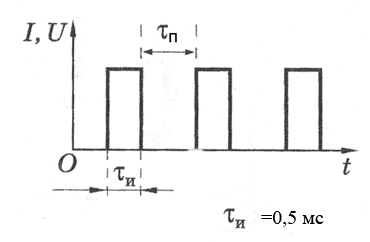 I, U
τп
O
t
τи
τи =0,5 мс